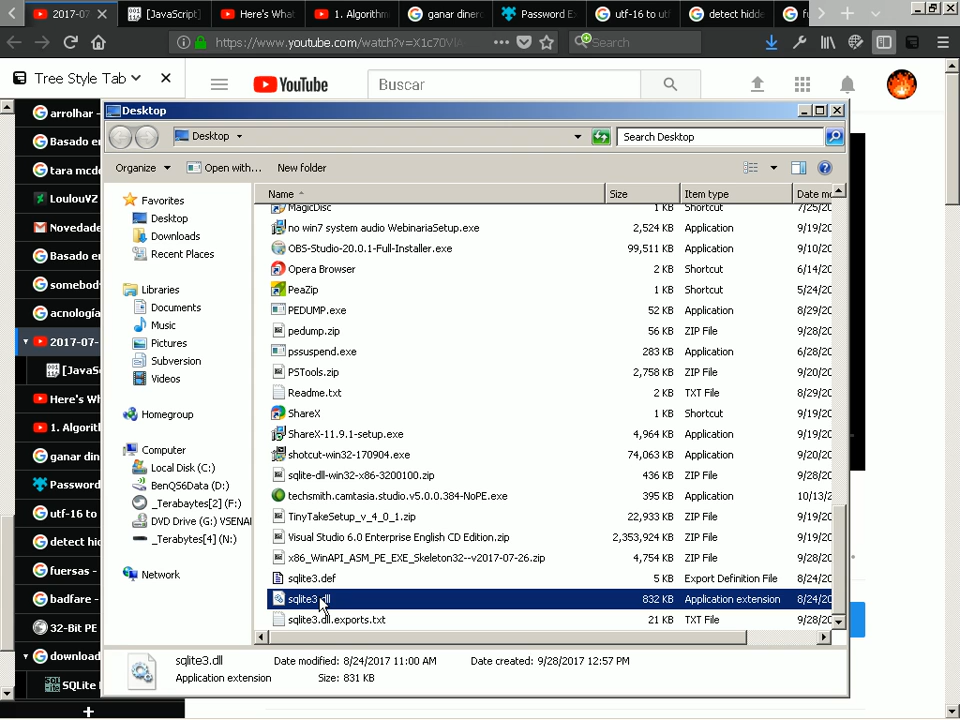 2017-07
[JavaScript
Here's What
1. Algorithm
ganar dinero
Password E
utf-16 to ut
detect hidde
https://www.youtube.com/watch?v=X1c70Vl
Search
Tree Style Tab
YouTube
Buscar
arrolhar -
Basado en
tara mcdo
LoulouVZ
Novedade
Basado en
somebody
acnología
2017-07-
[JavaS
Here's Wh
1. Algorit
ganar din
Password
utf-16 to
detect hid
fuersas -
badfare -
32-Bit PE
download
SQLite
Desktop
Desktop
Search Desktop
Organize
Open with...
New folder
Favorites
Desktop
Downloads
Recent Places
Libraries
Documents
Music
Pictures
Subversion
Videos
Homegroup
Computer
Local Disk (C:)
BenQS6Data (D:)
_Terabytes[2] (F:)
DVD Drive (G:) VSENA
_Terabytes[4] (N:)
Network
Name Size Item type Date mo
MagicDisc 1 KB Shortcut 7/25/20
no win7 system audio WebinariaSetup.exe 2,524 KB Application 9/19/20
OBS-Studio-20.0.1-Full-Installer.exe 99,511 KB Application 9/10/20
Opera Browser 2 KB Shortcut 6/14/20
PeaZip 1 KB Shortcut 5/24/20
PEDUMP.exe 52 KB Application 8/29/20
pedump.zip 56 KB ZIP File 9/28/20
pssuspend.exe 283 KB Application 6/28/20
PSTools.zip 2,758 KB ZIP File 9/20/20
Readme.txt 2 KB TXT File 8/29/20
ShareX 1 KB Shortcut 9/19/20
ShareX-11.9.1-setup.exe 4,964 KB Application 9/19/20
shotcut-win32-170904.exe 74,063 KB Application 9/19/20
sqlite-dll-win32-x86-3200100.zip 436 KB ZIP File 9/28/20
techsmith.camtasia.studio.v5.0.0.384-NoPE.exe 395 KB Application 10/13/2
TinyTakeSetup_v_4_0_1.zip 22,933 KB ZIP File 9/19/20
Visual Studio 6.0 Enterprise English CD Edition.zip 2,353,924 KB ZIP File 9/19/20
x86_WinAPI_ASM_PE_EXE_Skeleton32--v2017-07-26.zip 4,754 KB ZIP File 9/28/20
sqlite3.def 5 KB Export Definition File 8/24/20
sqlite3.dll 832 KB Application extension 8/24/20
sqlite3.dll.exports.txt 21 KB TXT File 9/28/20
sqlite3.dll Date modified: 8/24/2017 11:00 AM Date created: 9/28/2017 12:57 PM
Application extension Size: 831 KB